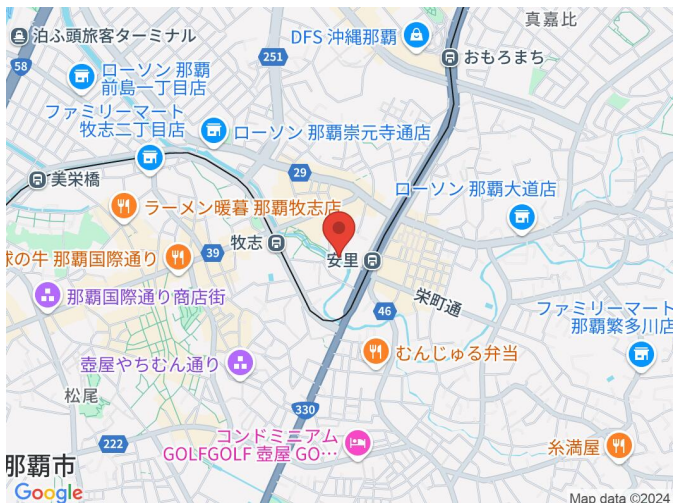 真嘉比
泊ふ頭旅客ターミナル
DFS 沖縄那覇
おもろまち
58
251
ローソン 那覇
前島一丁目店
ファミリーマート
牧志二丁目店
ローソン 那覇崇元寺通店
29
美栄橋
ローソン 那覇大道店
ラーメン暖暮 那覇牧志店
牧志
39
球の牛 那覇国際通り
安里
栄町通
那覇国際通り商店街
46
ファミリーマート
那覇繁多川店
むんじゅる弁当
壺屋やちむん通り
松尾
330
222
コンドミニアム
GOLFGOLF 壺屋 GO…
糸満屋
那覇市
Google
Map data ©2024